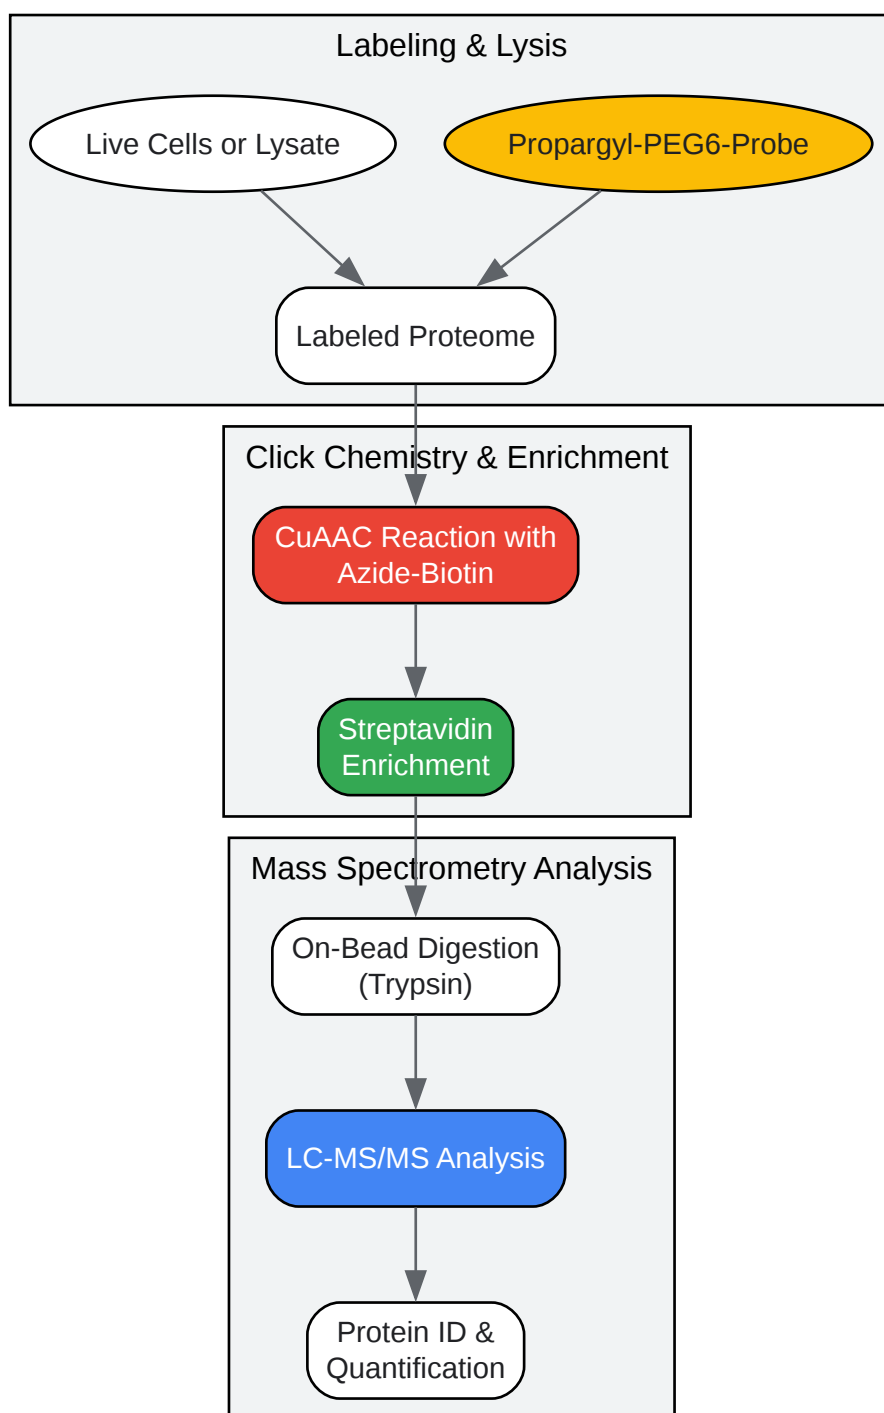 Labeling & Lysis
Live Cells or Lysate
Propargyl-PEG6-Probe
Labeled Proteome
Click Chemistry & Enrichment
CuAAC Reaction with
Azide-Biotin
Streptavidin
Enrichment
Mass Spectrometry Analysis
On-Bead Digestion
(Trypsin)
LC-MS/MS Analysis
Protein ID &
Quantification